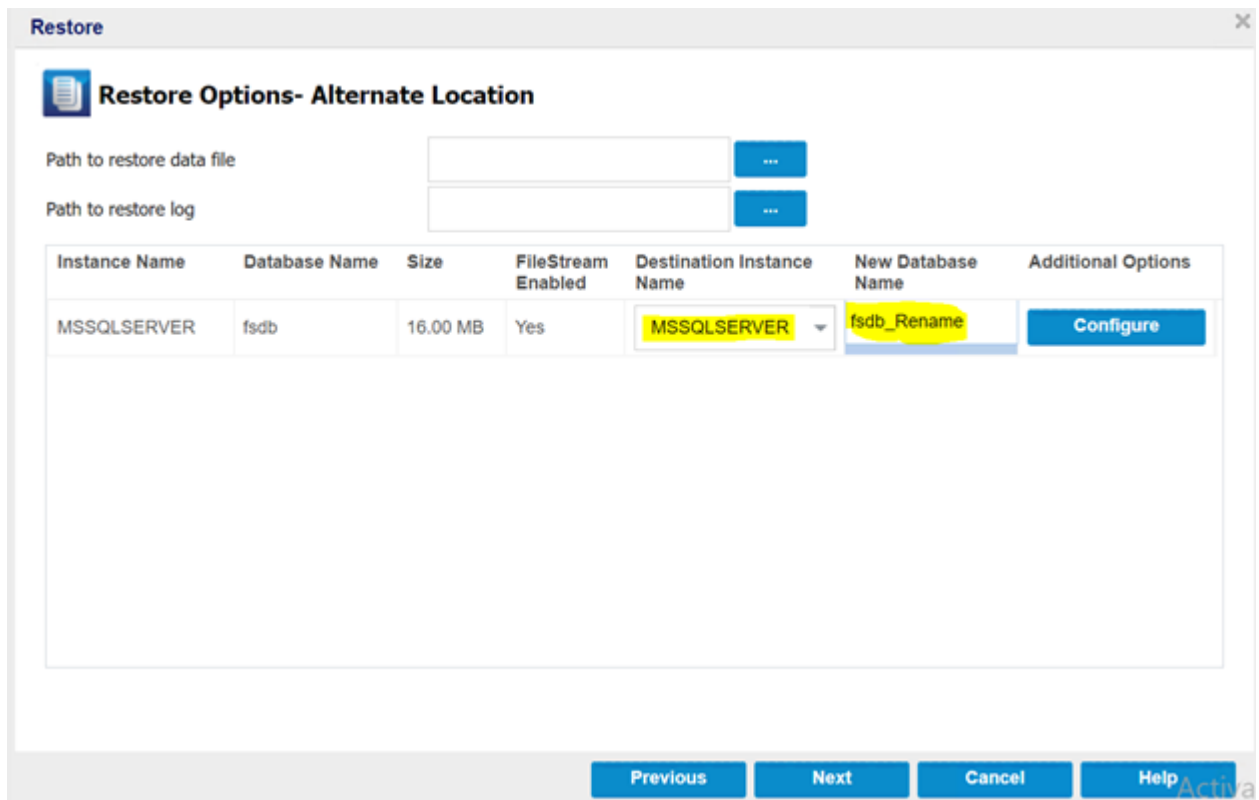 Restore
Restore Options- Alternate Location
Path to restore data file
...
Path to restore log
...
Instance Name Database Name Size FileStream Enabled Destination Instance Name New Database Name Additional Options
MSSQLSERVER fsdb 16.00 MB Yes MSSQLSERVER fsdb_Rename Configure
Previous Next Cancel Help
Activa